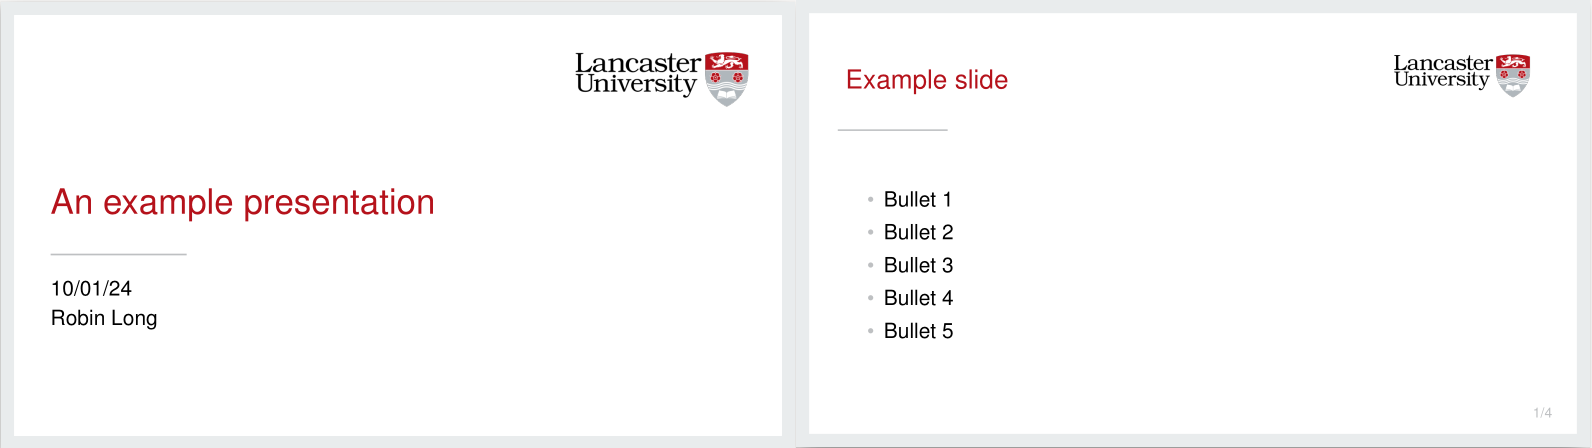 Lancaster
University
An example presentation
10/01/24
Robin Long
Lancaster
University
Example slide
• Bullet 1
• Bullet 2
• Bullet 3
• Bullet 4
• Bullet 5
1/4